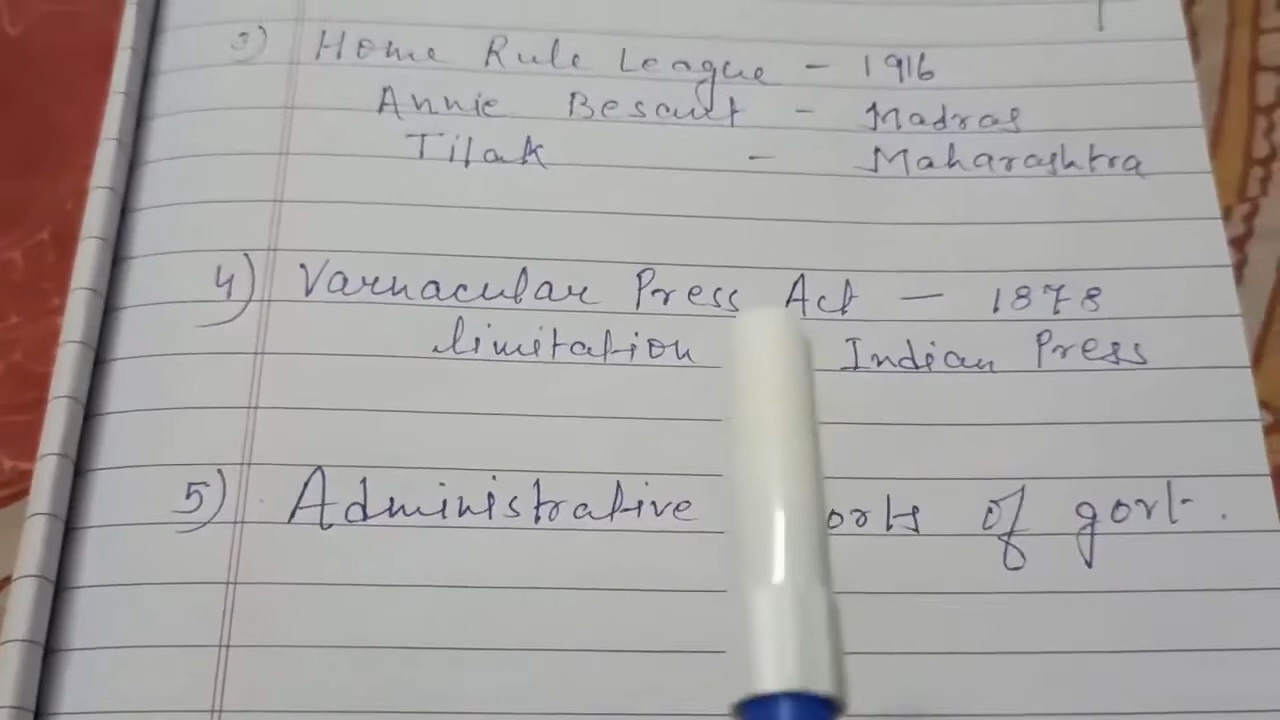 3) Home Rule League - 1916
Annie Besant - Madras
Tilak - Maharashtra
4) Varnacular Press Act - 1878
limitation Indian Press
5) Administrative orts of govt.